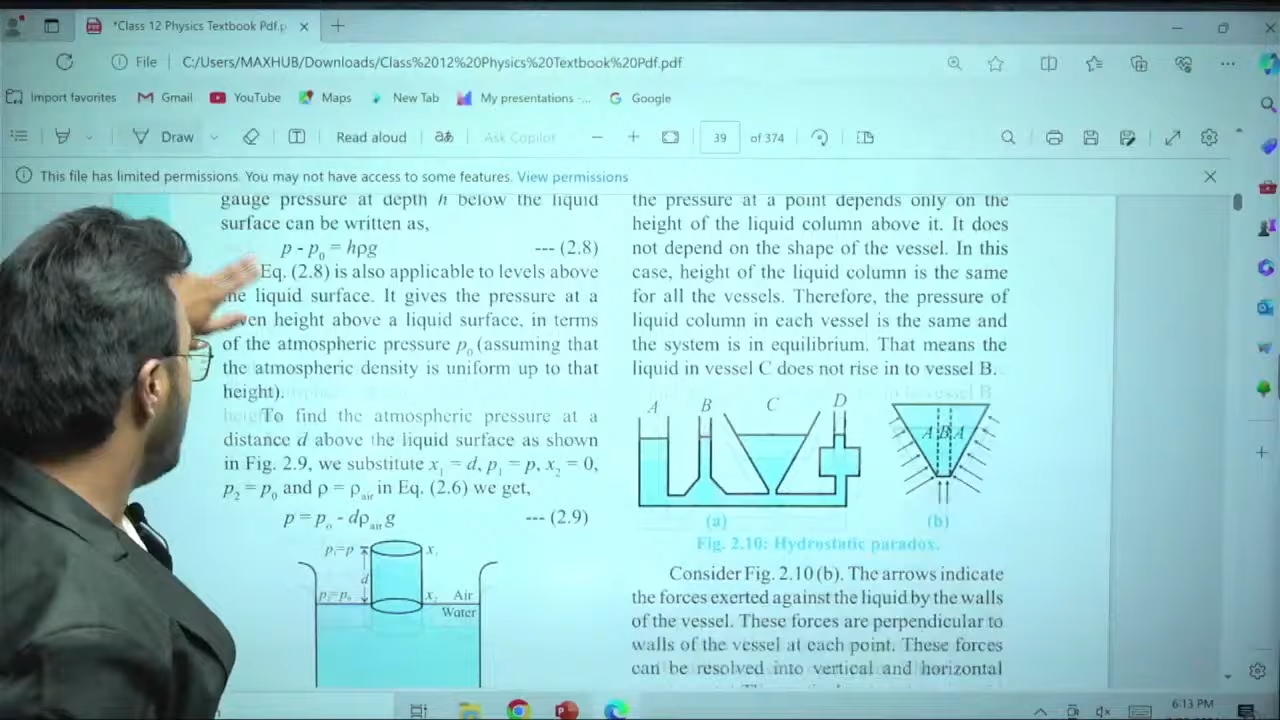 *Class 12 Physics Textbook Pdf.p
File
C:/Users/MAXHUB/Downloads/Class%2012%20Physics%20Textbook%20Pdf.pdf
Import favorites
Gmail
YouTube
Maps
New Tab
My presentations -...
Google
Draw
Read aloud
Ask Copilot
39
of 374
This file has limited permissions. You may not have access to some features. View permissions
gauge pressure at depth h below the liquid
surface can be written as,
p - p₀ = hρg --- (2.8)
Eq. (2.8) is also applicable to levels above
liquid surface. It gives the pressure at a
height above a liquid surface, in terms
of the atmospheric pressure p₀ (assuming that
the atmospheric density is uniform up to that
height).
To find the atmospheric pressure at a
distance d above the liquid surface as shown
in Fig. 2.9, we substitute x₁ = d, p₁ = p, x₂ = 0,
p₂ = p₀ and ρ = ρair in Eq. (2.6) we get,
p = p₀ - dρair g --- (2.9)
p₁=p
x₁
d
p₂=p₀
x₂
Air
Water
the pressure at a point depends only on the
height of the liquid column above it. It does
not depend on the shape of the vessel. In this
case, height of the liquid column is the same
for all the vessels. Therefore, the pressure of
liquid column in each vessel is the same and
the system is in equilibrium. That means the
liquid in vessel C does not rise in to vessel B.
A B C D
A B A
(a)
(b)
Fig. 2.10: Hydrostatic paradox.
Consider Fig. 2.10 (b). The arrows indicate
the forces exerted against the liquid by the walls
of the vessel. These forces are perpendicular to
walls of the vessel at each point. These forces
can be resolved into vertical and horizontal
6:13 PM